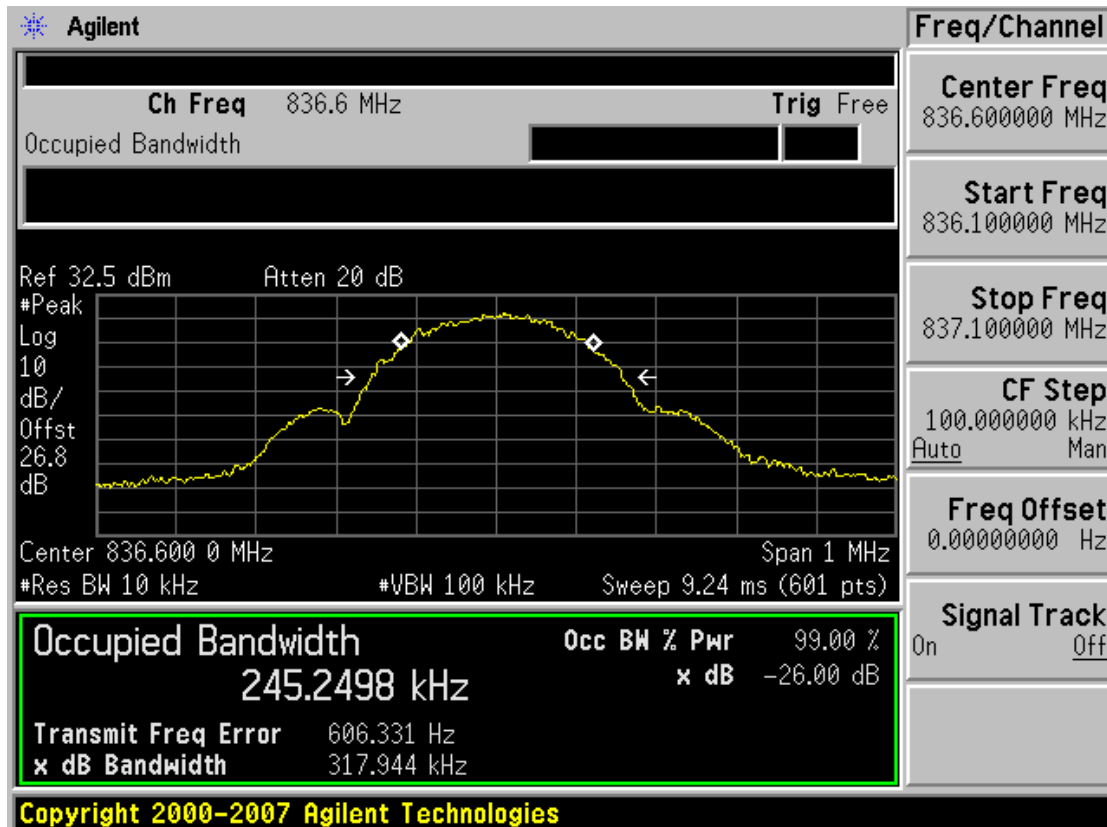 Agilent
Freq/Channel
Ch Freq 836.6 MHz Trig Free
Occupied Bandwidth
Center Freq
836.600000 MHz
Start Freq
836.100000 MHz
Stop Freq
837.100000 MHz
CF Step
100.000000 kHz
Auto Man
Freq Offset
0.00000000 Hz
Signal Track
On Off
Ref 32.5 dBm Atten 20 dB
#Peak
Log
10
dB/
Offst
26.8
dB
Center 836.600 0 MHz Span 1 MHz
#Res BW 10 kHz #VBW 100 kHz Sweep 9.24 ms (601 pts)
Occupied Bandwidth Occ BW % Pwr 99.00 %
245.2498 kHz x dB -26.00 dB
Transmit Freq Error 606.331 Hz
x dB Bandwidth 317.944 kHz
Copyright 2000-2007 Agilent Technologies